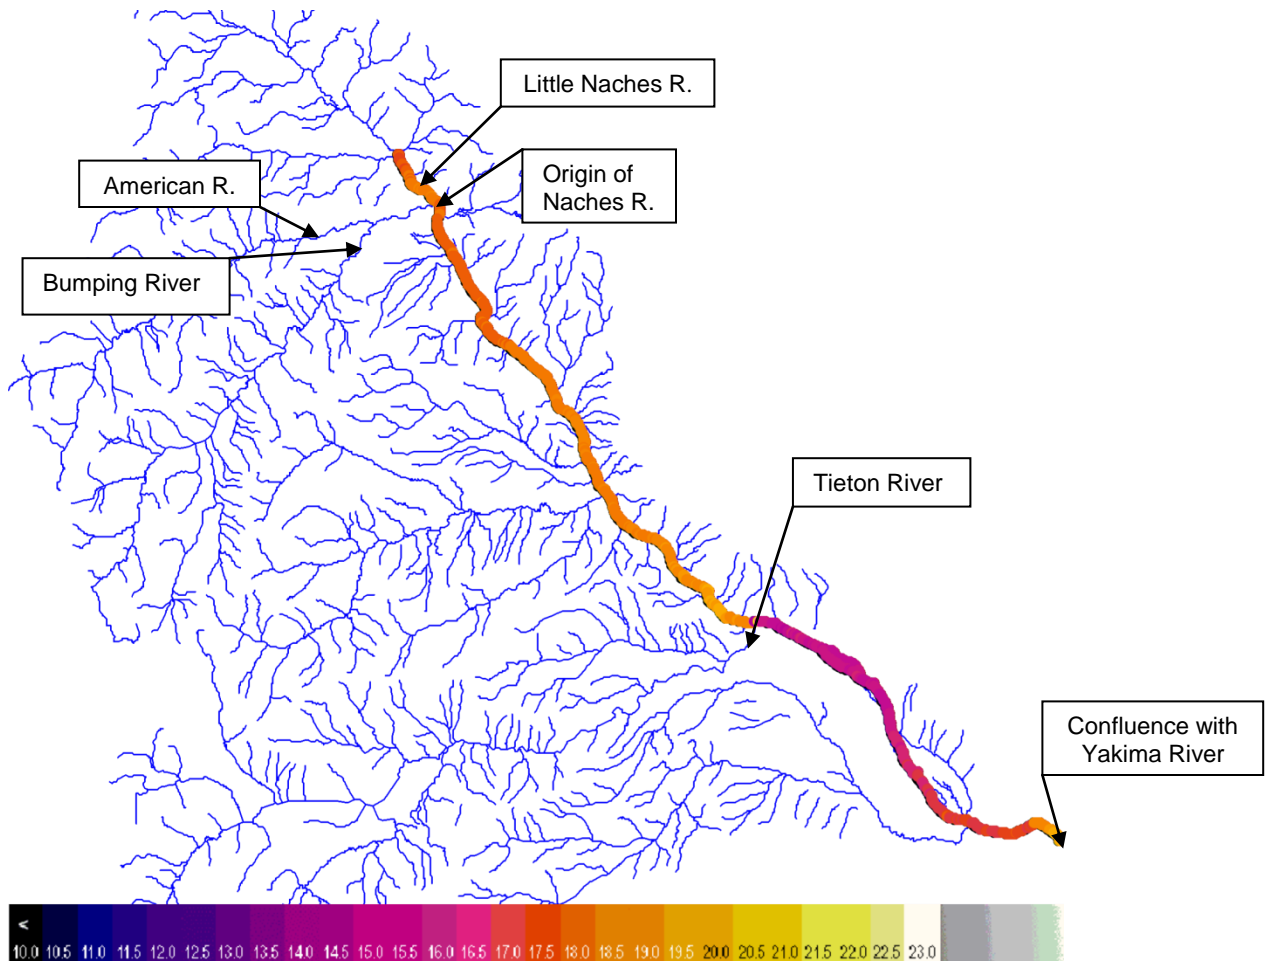 Little Naches R.
Origin of
Naches R.
American R.
Bumping River
Tieton River
Confluence with
Yakima River
<
10.0 10.5 11.0 11.5 12.0 12.5 13.0 13.5 14.0 14.5 15.0 15.5 16.0 16.5 17.0 17.5 18.0 18.5 19.0 19.5 20.0 20.5 21.0 21.5 22.0 22.5 23.0